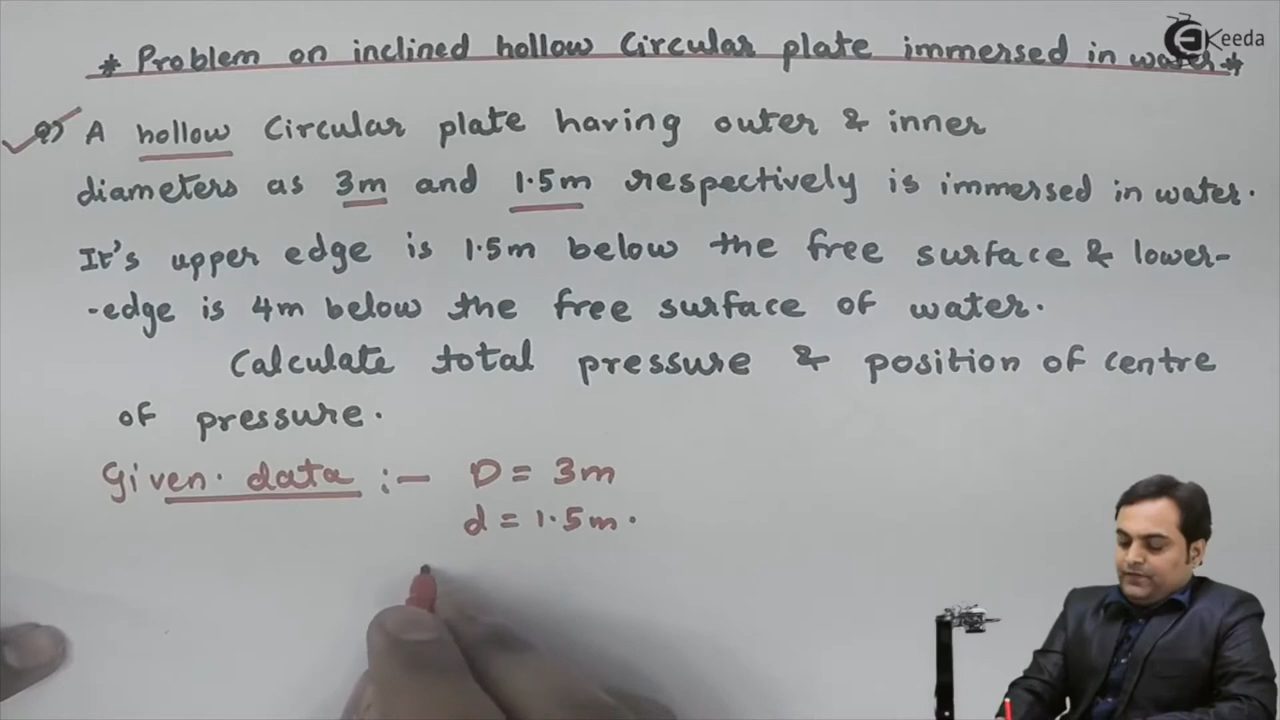 * Problem on inclined hollow Circular plate immersed in water *
Keeda
Q) A hollow Circular plate having outer & inner
diameters as 3m and 1.5m respectively is immersed in water.
It's upper edge is 1.5m below the free surface & lower-
-edge is 4m below the free surface of water.
Calculate total pressure & position of centre
of pressure.
Given data :- D = 3m
d = 1.5m.